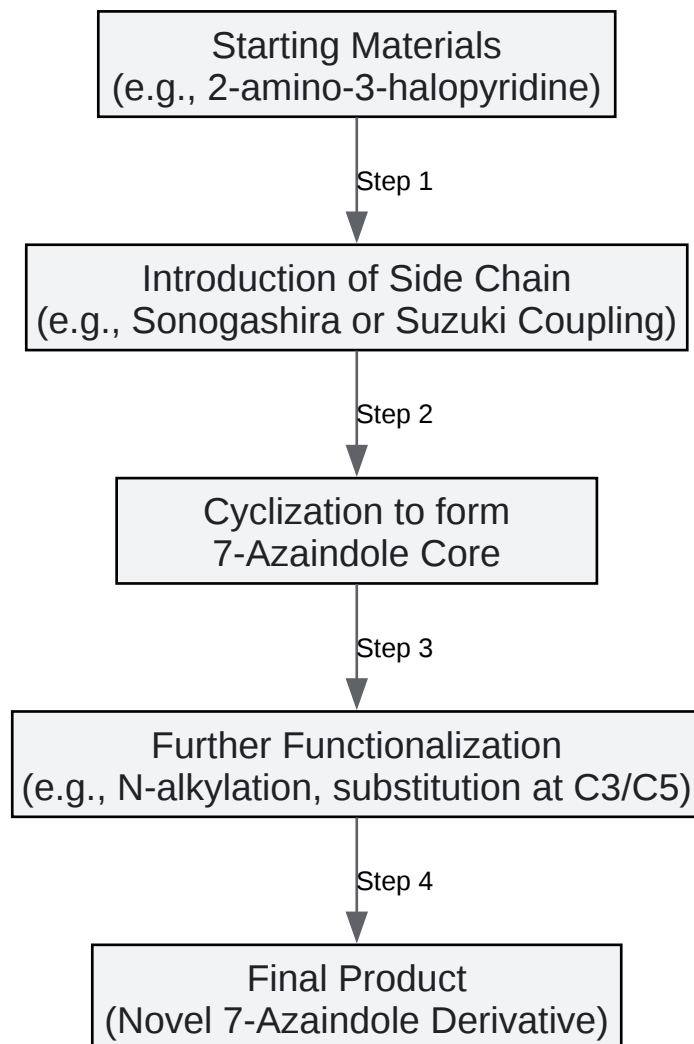 Starting Materials
(e.g., 2-amino-3-halopyridine)
Step 1
Introduction of Side Chain
(e.g., Sonogashira or Suzuki Coupling)
Step 2
Cyclization to form
7-Azaindole Core
Step 3
Further Functionalization
(e.g., N-alkylation, substitution at C3/C5)
Step 4
Final Product
(Novel 7-Azaindole Derivative)